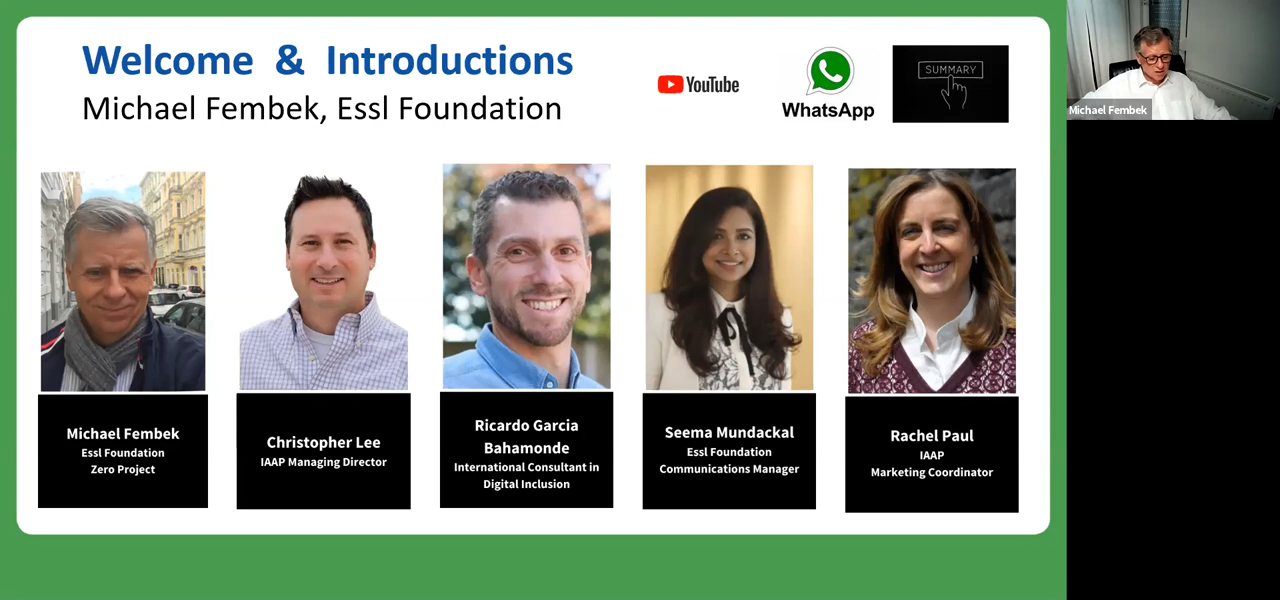 Welcome & Introductions
Michael Fembek, Essl Foundation
YouTube
WhatsApp
SUMMARY
Michael Fembek
Michael Fembek
Essl Foundation
Zero Project
Christopher Lee
IAAP Managing Director
Ricardo Garcia
Bahamonde
International Consultant in
Digital Inclusion
Seema Mundackal
Essl Foundation
Communications Manager
Rachel Paul
IAAP
Marketing Coordinator